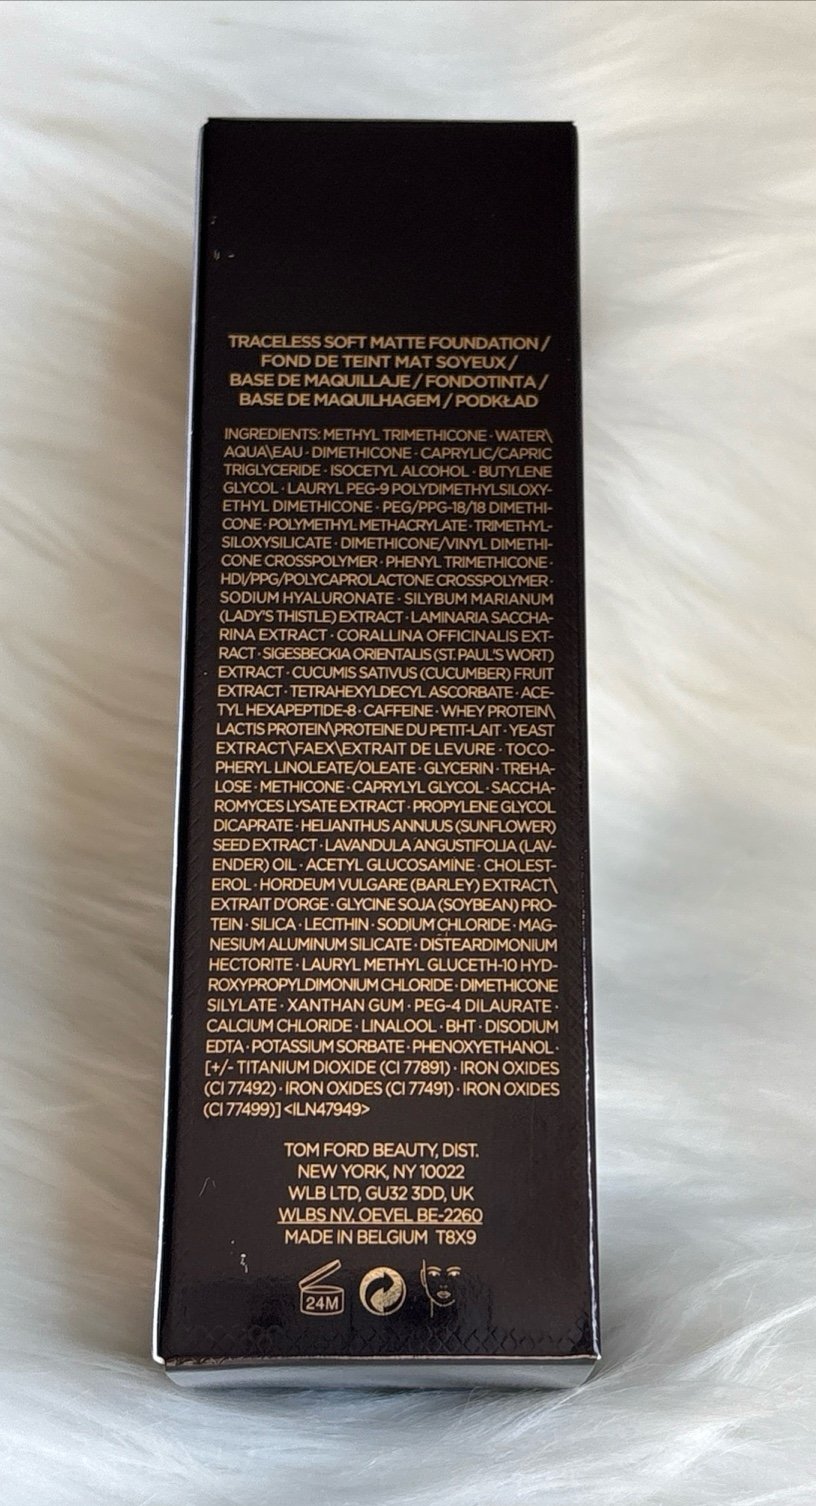 TRACELESS SOFT MATTE FOUNDATION /
FOND DE TEINT MAT SOYEUX /
BASE DE MAQUILLAJE / FONDOTINTA /
BASE DE MAQUILHAGEM / PODKŁAD
INGREDIENTS: METHYL TRIMETHICONE · WATER\
AQUA\EAU · DIMETHICONE · CAPRYLIC/CAPRIC
TRIGLYCERIDE · ISOCETYL ALCOHOL · BUTYLENE
GLYCOL · LAURYL PEG-9 POLYDIMETHYLSILOXY-
ETHYL DIMETHICONE · PEG/PPG-18/18 DIMETHI-
CONE · POLYMETHYL METHACRYLATE · TRIMETHYL-
SILOXYSILICATE · DIMETHICONE/VINYL DIMETHI-
CONE CROSSPOLYMER · PHENYL TRIMETHICONE ·
HDI/PPG/POLYCAPROLACTONE CROSSPOLYMER ·
SODIUM HYALURONATE · SILYBUM MARIANUM
(LADY'S THISTLE) EXTRACT · LAMINARIA SACCHA-
RINA EXTRACT · CORALLINA OFFICINALIS EXT-
RACT · SIGESBECKIA ORIENTALIS (ST. PAUL'S WORT)
EXTRACT · CUCUMIS SATIVUS (CUCUMBER) FRUIT
EXTRACT · TETRAHEXYLDECYL ASCORBATE · ACE-
TYL HEXAPEPTIDE-8 · CAFFEINE · WHEY PROTEIN\
LACTIS PROTEIN\PROTEINE DU PETIT-LAIT · YEAST
EXTRACT\FAEX\EXTRAIT DE LEVURE · TOCO-
PHERYL LINOLEATE/OLEATE · GLYCERIN · TREHA-
LOSE · METHICONE · CAPRYLYL GLYCOL · SACCHA-
ROMYCES LYSATE EXTRACT · PROPYLENE GLYCOL
DICAPRATE · HELIANTHUS ANNUUS (SUNFLOWER)
SEED EXTRACT · LAVANDULA ANGUSTIFOLIA (LAV-
ENDER) OIL · ACETYL GLUCOSAMINE · CHOLEST-
EROL · HORDEUM VULGARE (BARLEY) EXTRACT\
EXTRAIT D'ORGE · GLYCINE SOJA (SOYBEAN) PRO-
TEIN · SILICA · LECITHIN · SODIUM CHLORIDE · MAG-
NESIUM ALUMINUM SILICATE · DISTEARDIMONIUM
HECTORITE · LAURYL METHYL GLUCETH-10 HYD-
ROXYPROPYLDIMONIUM CHLORIDE · DIMETHICONE
SILYLATE · XANTHAN GUM · PEG-4 DILAURATE ·
CALCIUM CHLORIDE · LINALOOL · BHT · DISODIUM
EDTA · POTASSIUM SORBATE · PHENOXYETHANOL ·
[+/- TITANIUM DIOXIDE (CI 77891) · IRON OXIDES
(CI 77492) · IRON OXIDES (CI 77491) · IRON OXIDES
(CI 77499)] <ILN47949>
TOM FORD BEAUTY, DIST.
NEW YORK, NY 10022
WLB LTD, GU32 3DD, UK
WLBS NV. OEVEL BE-2260
MADE IN BELGIUM T8X9
24M